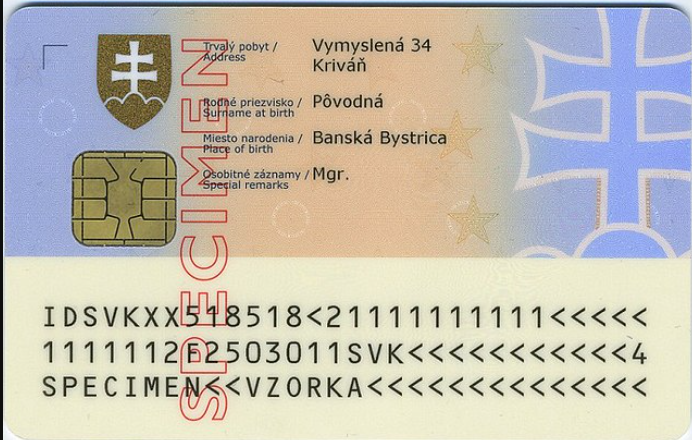 Trvalý pobyt / Vymyslená 34
Address Kriváň
Rodné priezvisko / Pôvodná
Surname at birth
Miesto narodenia / Banská Bystrica
Place of birth
Osobitné záznamy / Mgr.
Special remarks
SPECIMEN
IDSVKXX518518<21111111111<<<<<
1111112F2503011SVK<<<<<<<<<<<4
SPECIMEN<<VZORKA<<<<<<<<<<<<<<